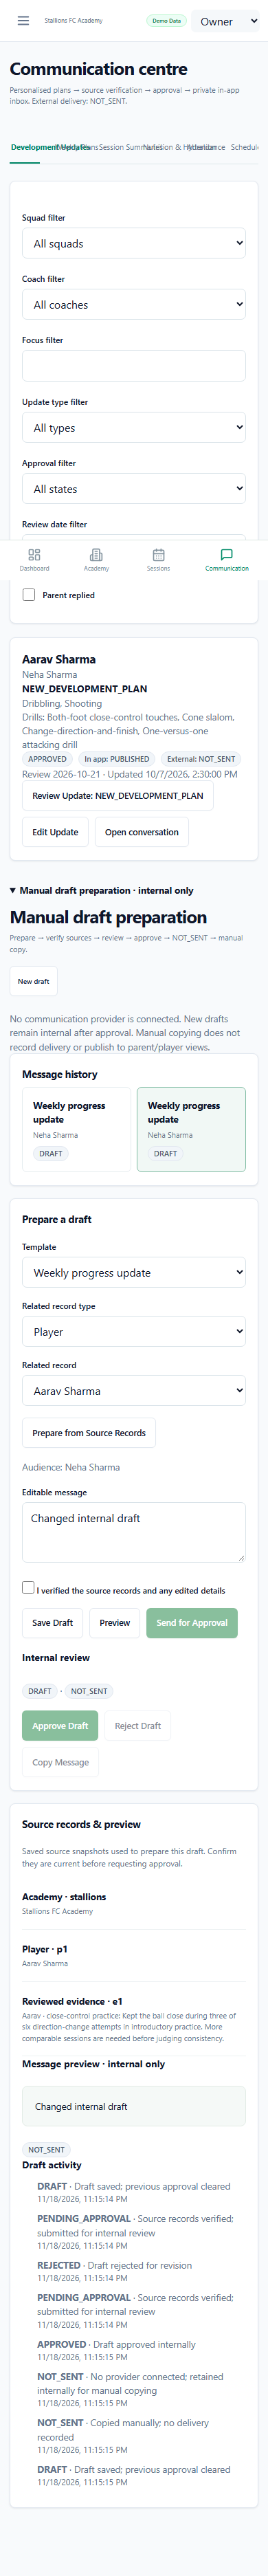 Stallions FC Academy
Demo Data
Owner
Communication centre
Personalised plans → source verification → approval → private in-app
inbox. External delivery: NOT_SENT.
Development Updates
Session Summaries
Nutrition & Hydration
Attendance
Schedule
Squad filter
All squads
Coach filter
All coaches
Focus filter
Update type filter
All types
Approval filter
All states
Review date filter
Dashboard
Academy
Sessions
Communication
Parent replied
Aarav Sharma
Neha Sharma
NEW_DEVELOPMENT_PLAN
Dribbling, Shooting
Drills: Both-foot close-control touches, Cone slalom,
Change-direction-and-finish, One-versus-one
attacking drill
APPROVED
In app: PUBLISHED
External: NOT_SENT
Review 2026-10-21 · Updated 10/7/2026, 2:30:00 PM
Review Update: NEW_DEVELOPMENT_PLAN
Edit Update
Open conversation
▼ Manual draft preparation · internal only
Manual draft preparation
Prepare → verify sources → review → approve → NOT_SENT → manual
copy.
New draft
No communication provider is connected. New drafts
remain internal after approval. Manual copying does not
record delivery or publish to parent/player views.
Message history
Weekly progress
update
Neha Sharma
DRAFT
Weekly progress
update
Neha Sharma
DRAFT
Prepare a draft
Template
Weekly progress update
Related record type
Player
Related record
Aarav Sharma
Prepare from Source Records
Audience: Neha Sharma
Editable message
Changed internal draft
I verified the source records and any edited details
Save Draft
Preview
Send for Approval
Internal review
DRAFT · NOT_SENT
Approve Draft
Reject Draft
Copy Message
Source records & preview
Saved source snapshots used to prepare this draft. Confirm
they are current before requesting approval.
Academy · stallions
Stallions FC Academy
Player · p1
Aarav Sharma
Reviewed evidence · e1
Aarav · close-control practice: Kept the ball close during three of
six direction-change attempts in introductory practice. More
comparable sessions are needed before judging consistency.
Message preview · internal only
Changed internal draft
NOT_SENT
Draft activity
DRAFT · Draft saved; previous approval cleared
11/18/2026, 11:15:14 PM
PENDING_APPROVAL · Source records verified;
submitted for internal review
11/18/2026, 11:15:14 PM
REJECTED · Draft rejected for revision
11/18/2026, 11:15:14 PM
PENDING_APPROVAL · Source records verified;
submitted for internal review
11/18/2026, 11:15:14 PM
APPROVED · Draft approved internally
11/18/2026, 11:15:15 PM
NOT_SENT · No provider connected; retained
internally for manual copying
11/18/2026, 11:15:15 PM
NOT_SENT · Copied manually; no delivery
recorded
11/18/2026, 11:15:15 PM
DRAFT · Draft saved; previous approval cleared
11/18/2026, 11:15:15 PM